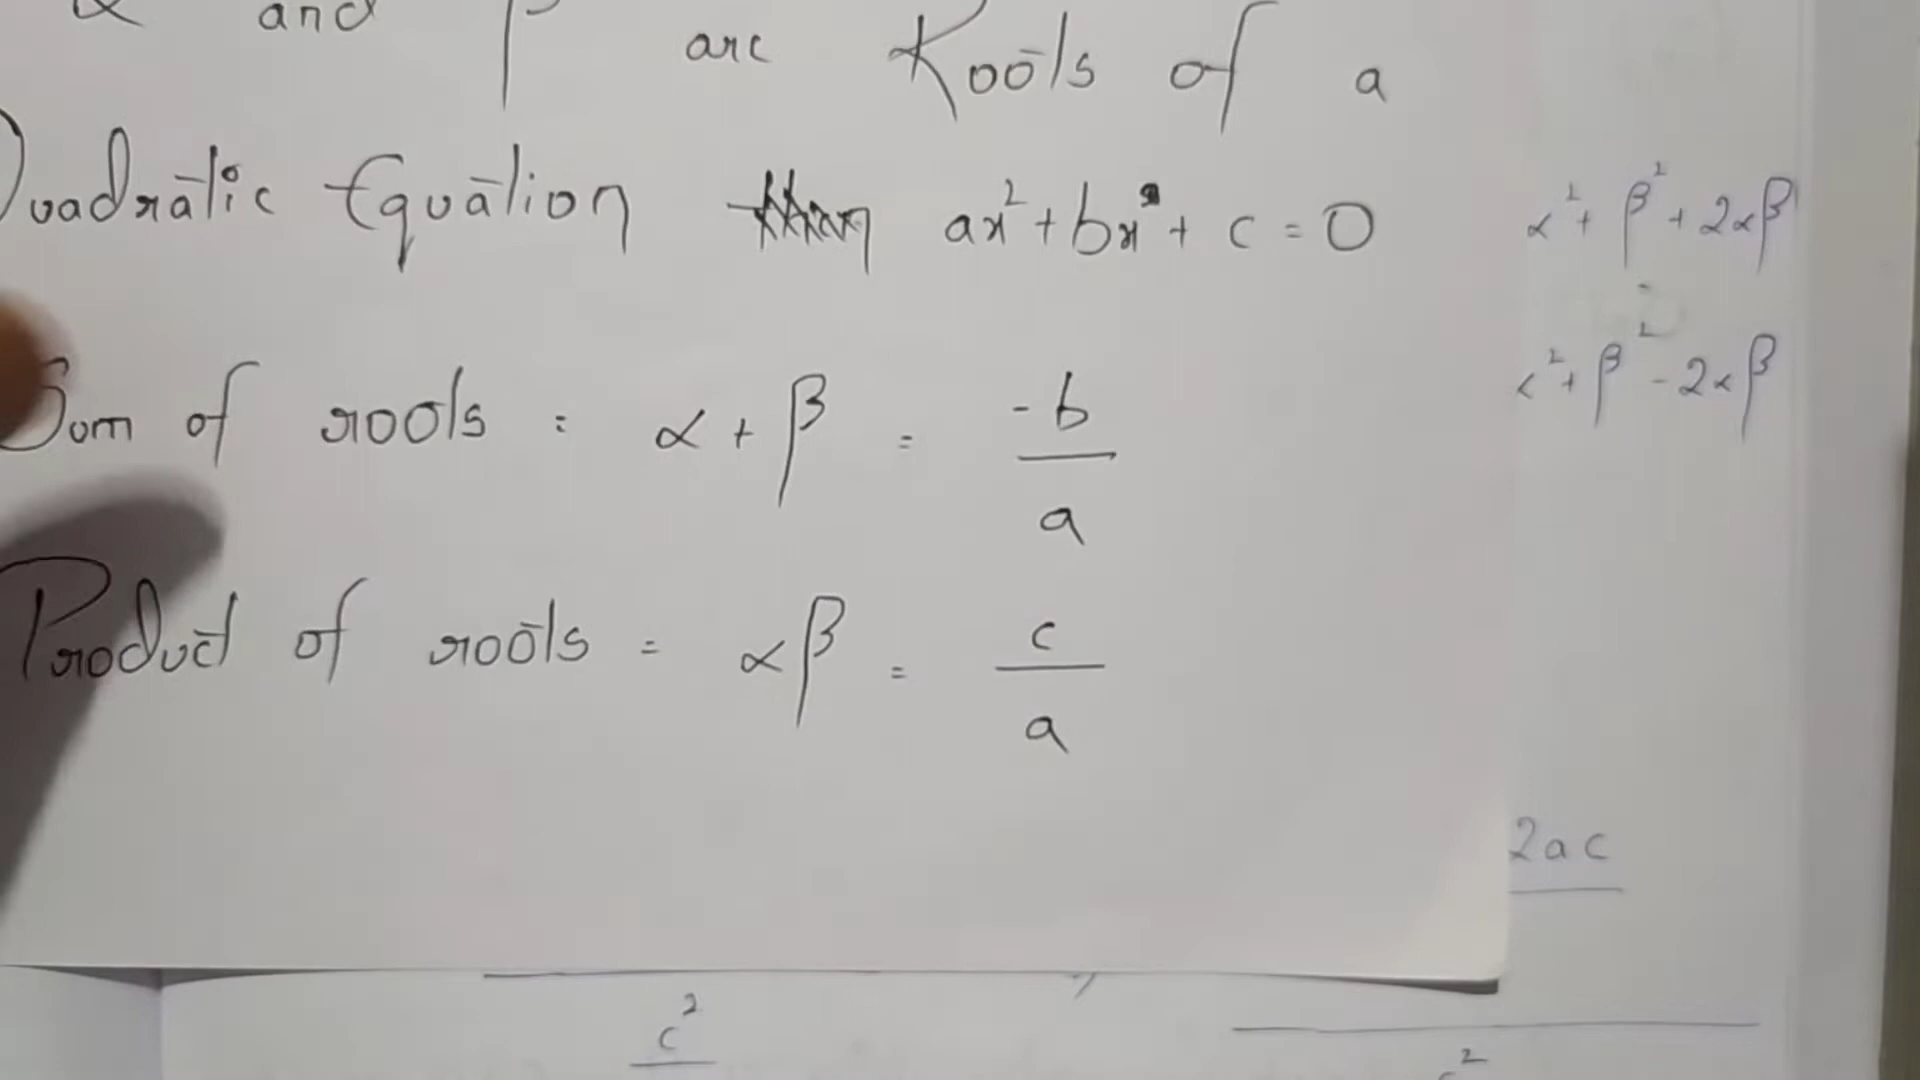 α and β are Roots of a
Quadratic Equation ax² + bx + c = 0
Sum of roots = α + β = -b/a
Product of roots = αβ = c/a
α² + β² + 2αβ
α² + β² - 2αβ
2ac
c²